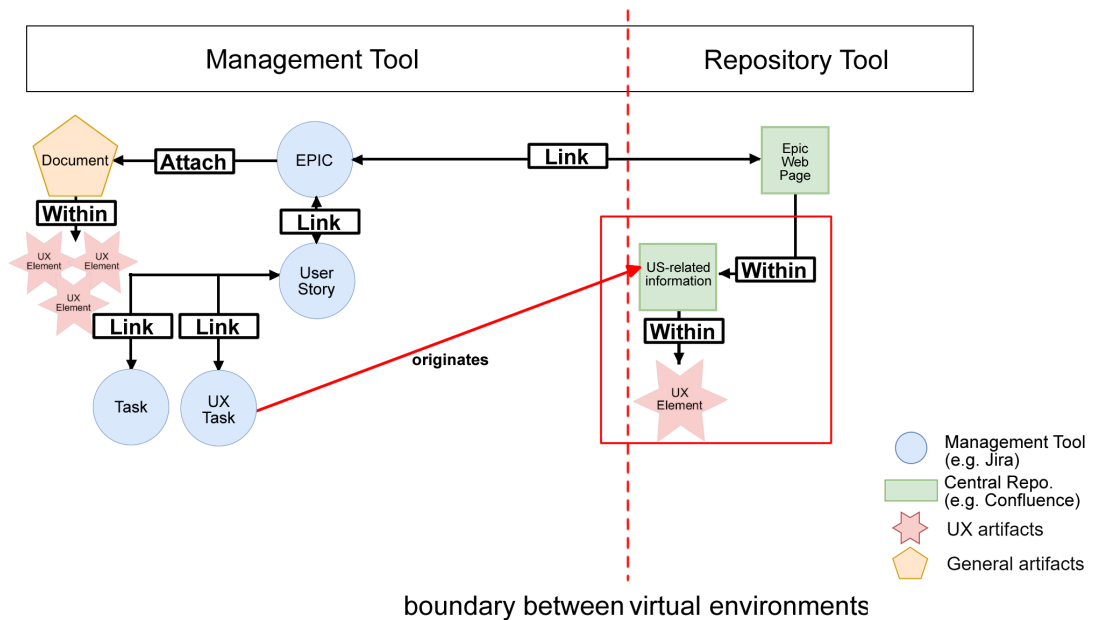 Management Tool
Repository Tool
Document
Attach
EPIC
Link
Epic
Web
Page
Within
Link
UX
Element
UX
Element
UX
Element
User
Story
US-related
information
Within
Link
Link
Within
originates
Task
UX
Task
UX
Element
Management Tool
(e.g. Jira)
Central Repo.
(e.g. Confluence)
UX artifacts
General artifacts
boundary between virtual environments